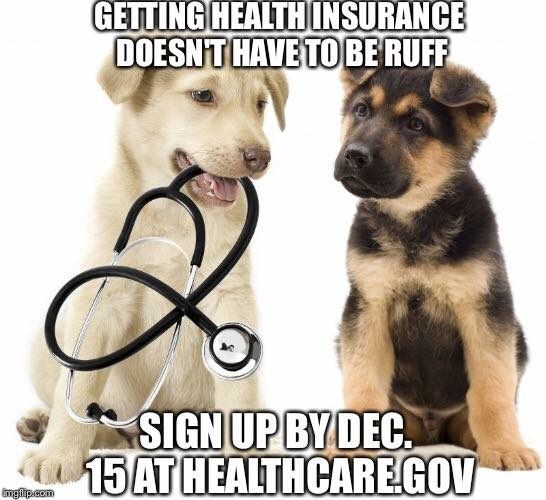 GETTING HEALTH INSURANCE
DOESN'T HAVE TO BE RUFF
SIGN UP BY DEC.
15 AT HEALTHCARE.GOV
imgflip.com